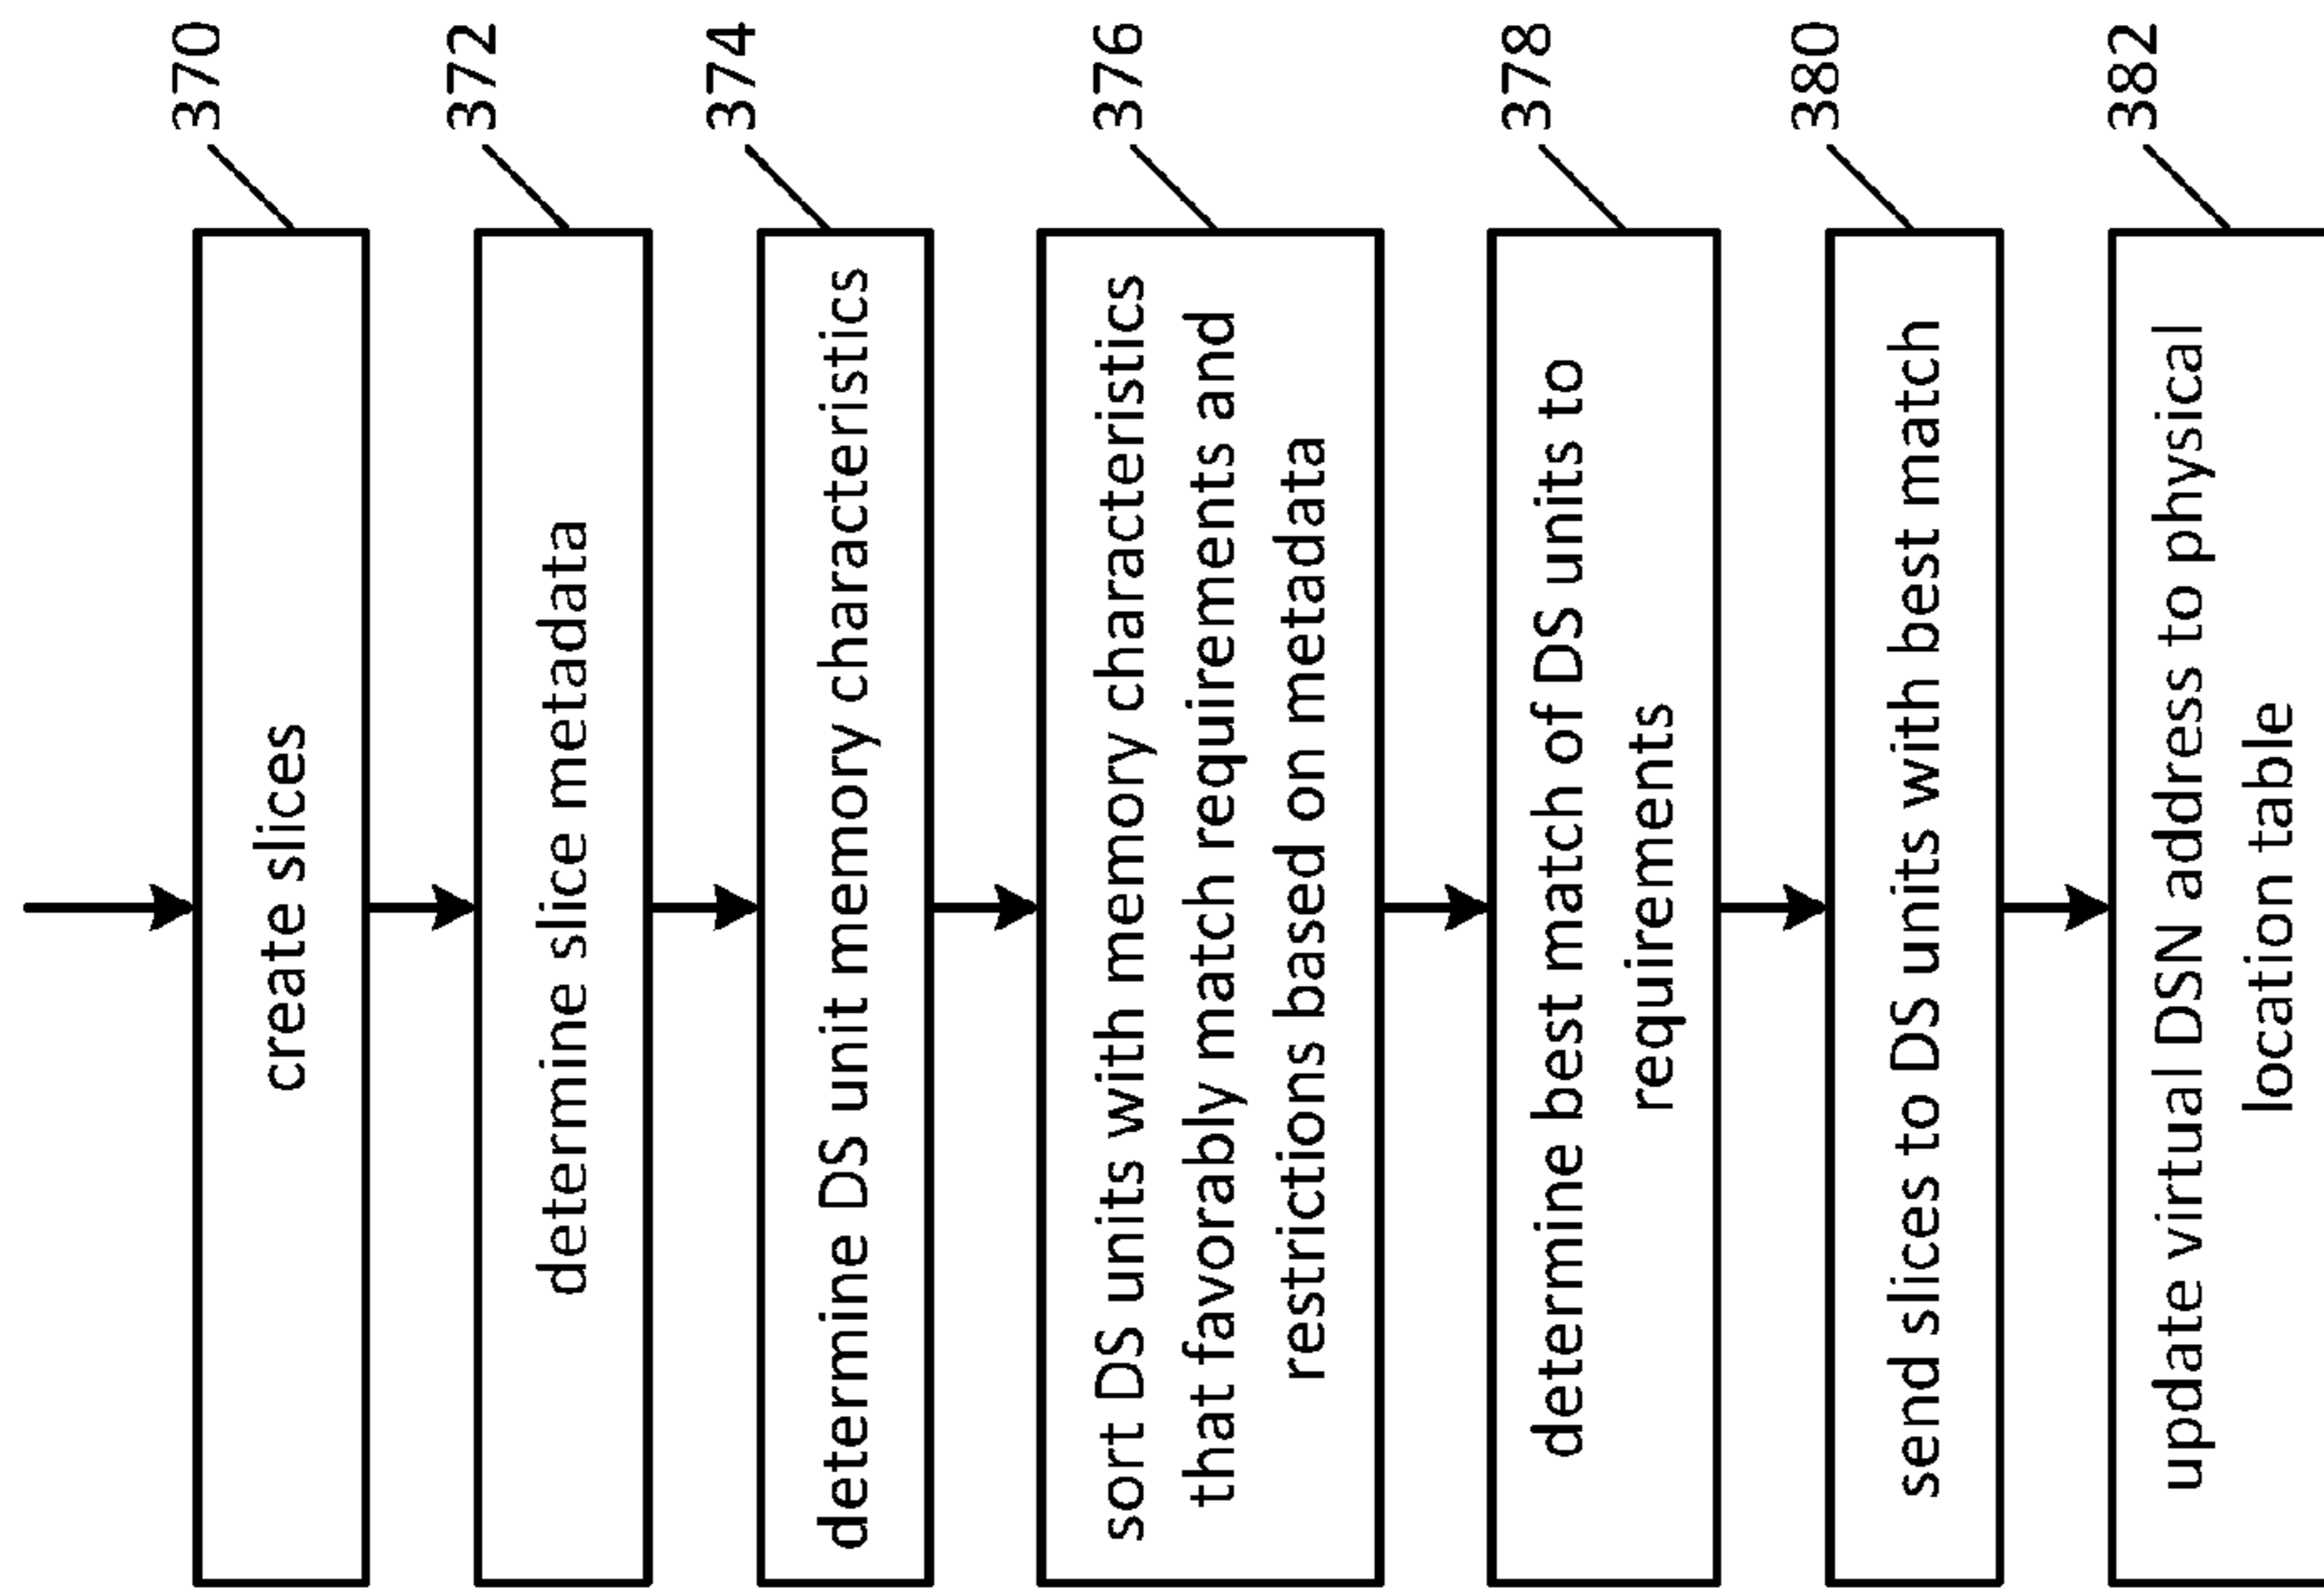 370
create slices
372
determine slice metadata
374
determine DS unit memory characteristics
376
sort DS units with memory characteristics
that favorably match requirements and
restrictions based on metadata
378
determine best match of DS units to
requirements
380
send slices to DS units with best match
382
update virtual DSN address to physical
location table